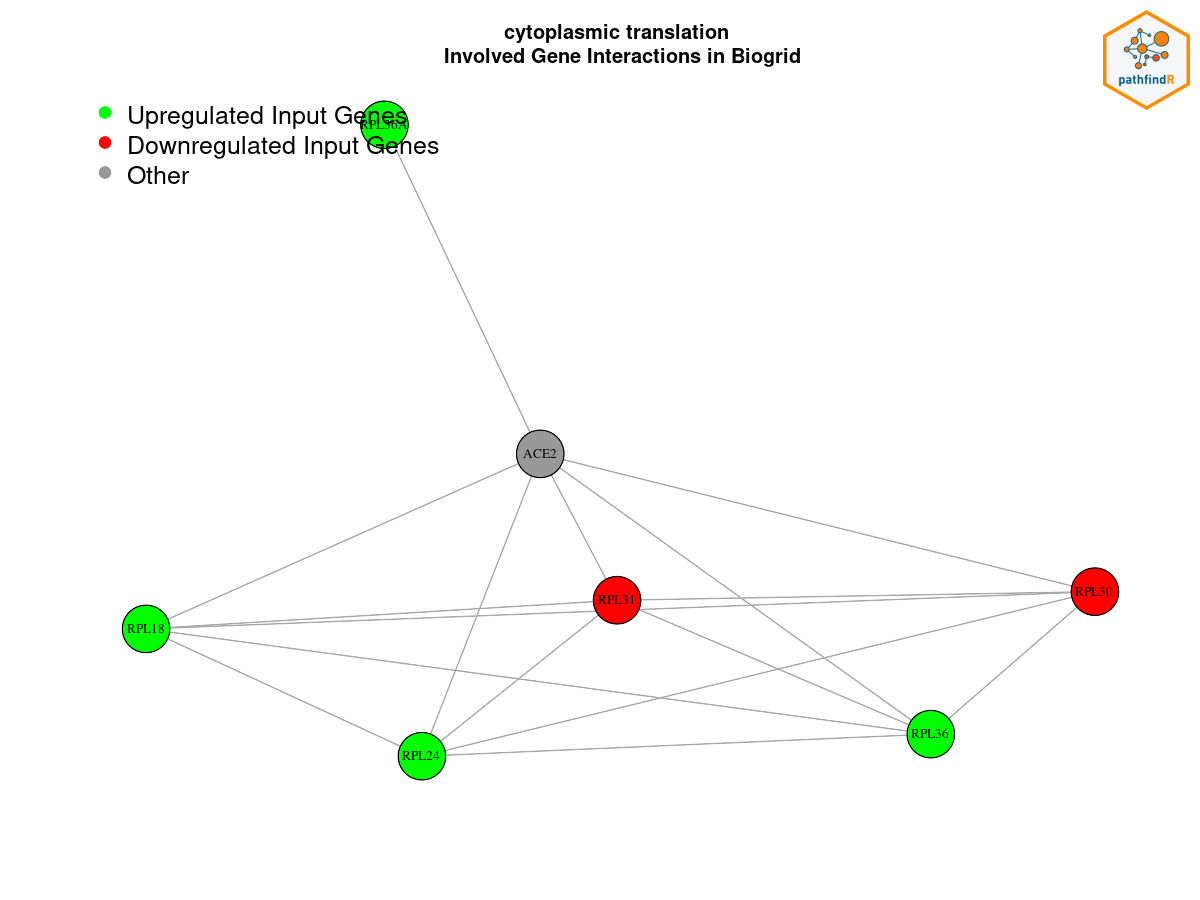 cytoplasmic translation
Involved Gene Interactions in Biogrid
pathfindR
Upregulated Input Genes
RPL36A
Downregulated Input Genes
Other
ACE2
RPL31
RPL30
RPL18
RPL36
RPL24